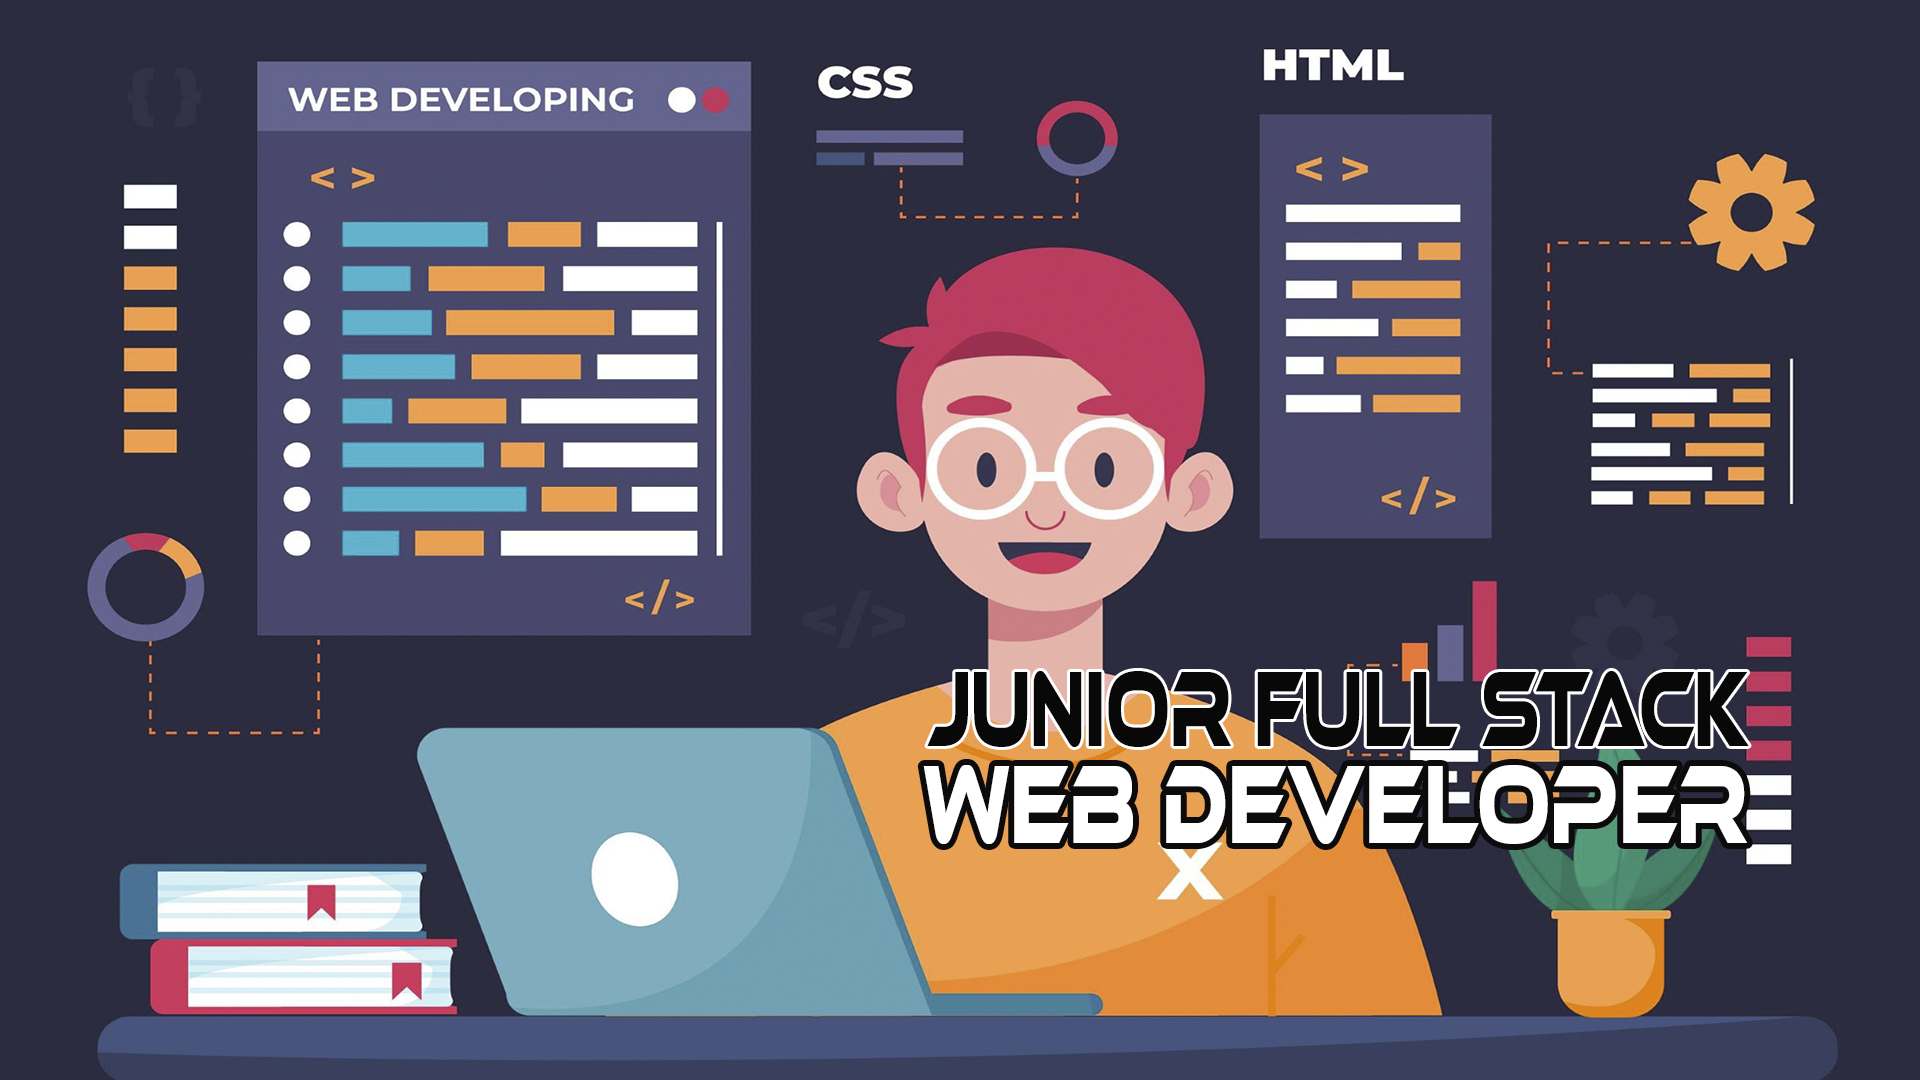 WEB DEVELOPING
CSS
HTML
< >
< >
</>
</>
</>
{ }
JUNIOR FULL STACK
WEB DEVELOPER
X